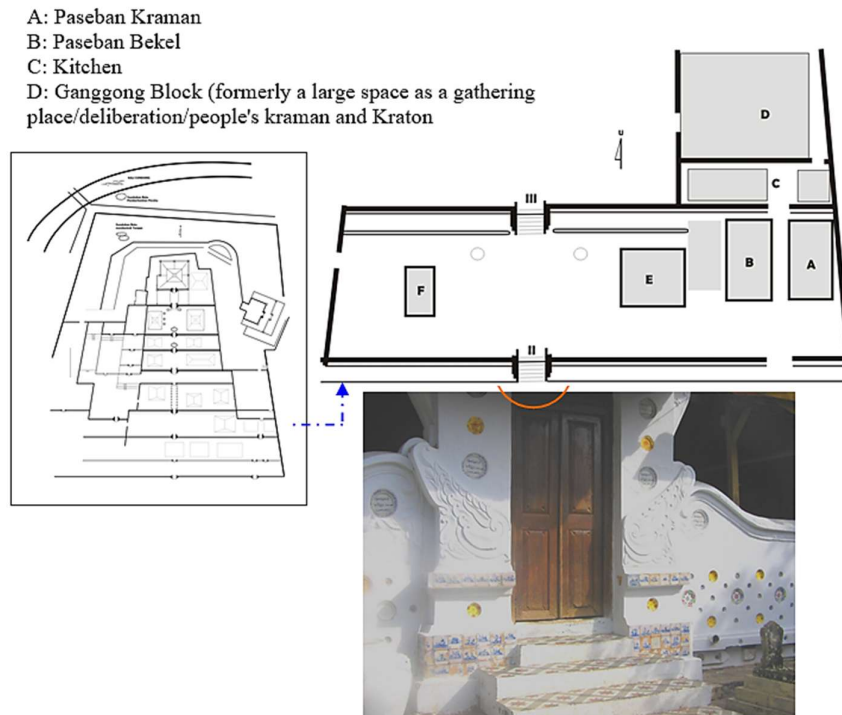 A: Paseban Kraman
B: Paseban Bekel
C: Kitchen
D: Ganggong Block (formerly a large space as a gathering
place/deliberation/people's kraman and Kraton
D
U
C
III
B
A
E
F
II